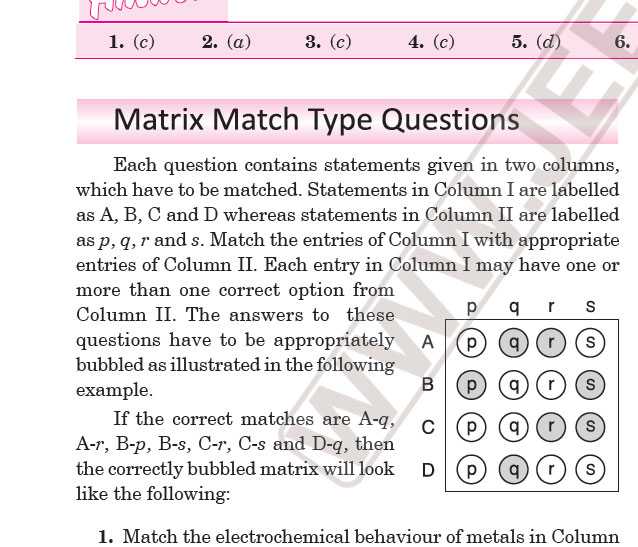 1. (c) 2. (a) 3. (c) 4. (c) 5. (d) 6.
Matrix Match Type Questions
Each question contains statements given in two columns,
which have to be matched. Statements in Column I are labelled
as A, B, C and D whereas statements in Column II are labelled
as p, q, r and s. Match the entries of Column I with appropriate
entries of Column II. Each entry in Column I may have one or
more than one correct option from
Column II. The answers to these
questions have to be appropriately
bubbled as illustrated in the following
example.
If the correct matches are A-q,
A-r, B-p, B-s, C-r, C-s and D-q, then
the correctly bubbled matrix will look
like the following:
p q r s
A p q r s
B p q r s
C p q r s
D p q r s
1. Match the electrochemical behaviour of metals in Column
WWW.JEE